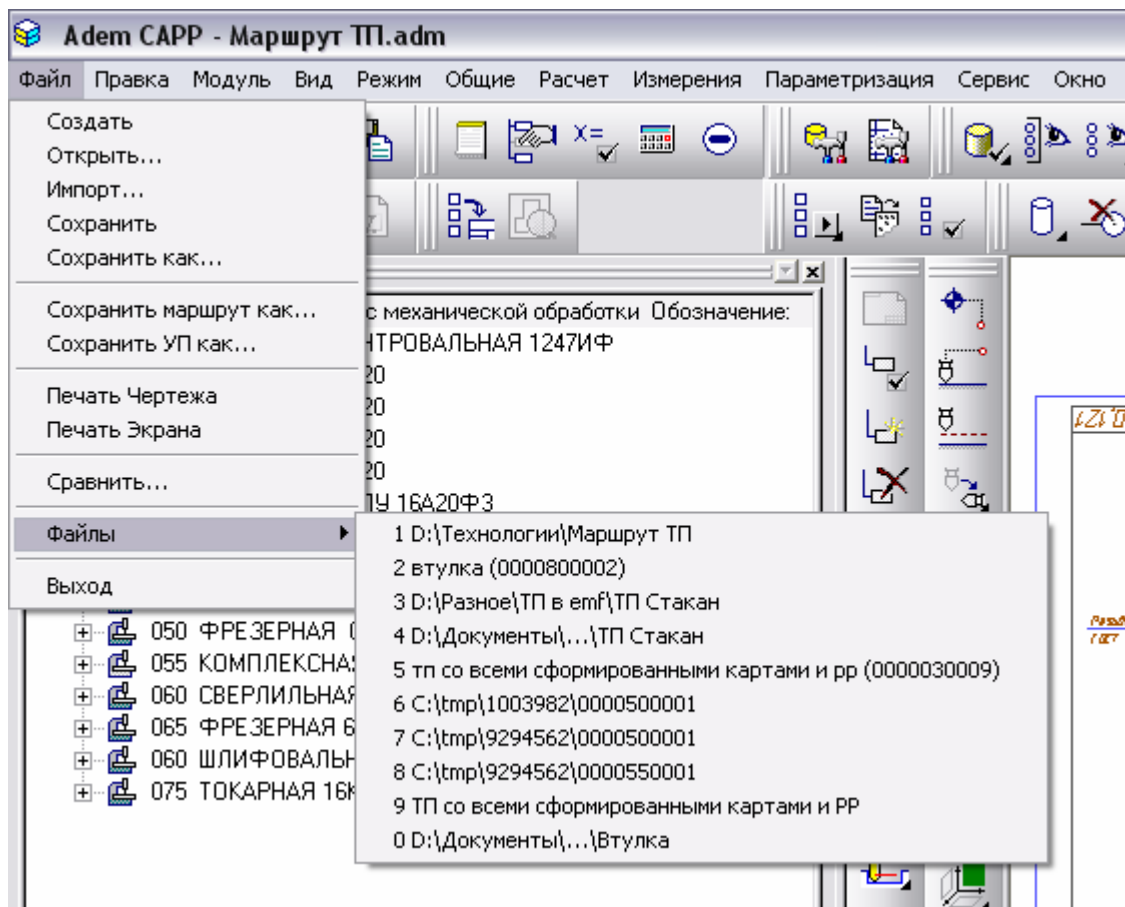 Adem CAPP - Маршрут ТП.adm
Файл Правка Модуль Вид Режим Общие Расчет Измерения Параметризация Сервис Окно
Создать
Открыть...
Импорт...
Сохранить
Сохранить как...
Сохранить маршрут как...
Сохранить УП как...
Печать Чертежа
Печать Экрана
Сравнить...
Файлы
Выход
с механической обработки Обозначение:
НТРОВАЛЬНАЯ 1247ИФ
20
20
20
20
ПУ 16А20Ф3
1 D:\Технологии\Маршрут ТП
2 втулка (0000800002)
3 D:\Разное\ТП в emf\ТП Стакан
4 D:\Документы\...\ТП Стакан
5 тп со всеми сформированными картами и рр (0000030009)
6 C:\tmp\1003982\0000500001
7 C:\tmp\9294562\0000500001
8 C:\tmp\9294562\0000550001
9 ТП со всеми сформированными картами и РР
0 D:\Документы\...\Втулка
050 ФРЕЗЕРНАЯ
055 КОМПЛЕКСНАЯ
060 СВЕРЛИЛЬНАЯ
065 ФРЕЗЕРНАЯ 6
060 ШЛИФОВАЛЬН
075 ТОКАРНАЯ 16К